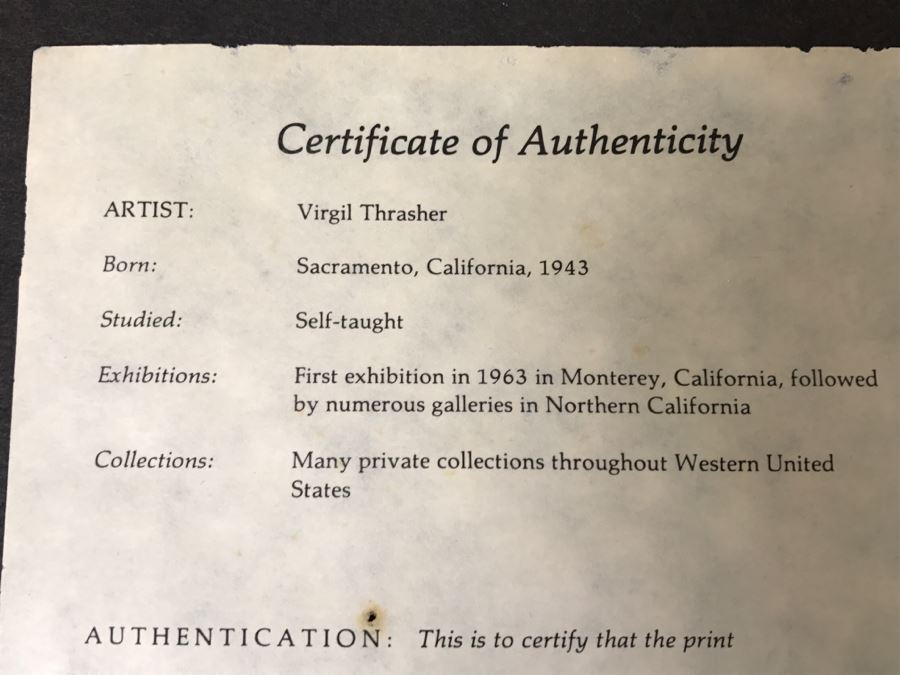 Certificate of Authenticity
ARTIST: Virgil Thrasher
Born: Sacramento, California, 1943
Studied: Self-taught
Exhibitions: First exhibition in 1963 in Monterey, California, followed
by numerous galleries in Northern California
Collections: Many private collections throughout Western United
States
AUTHENTICATION: This is to certify that the print